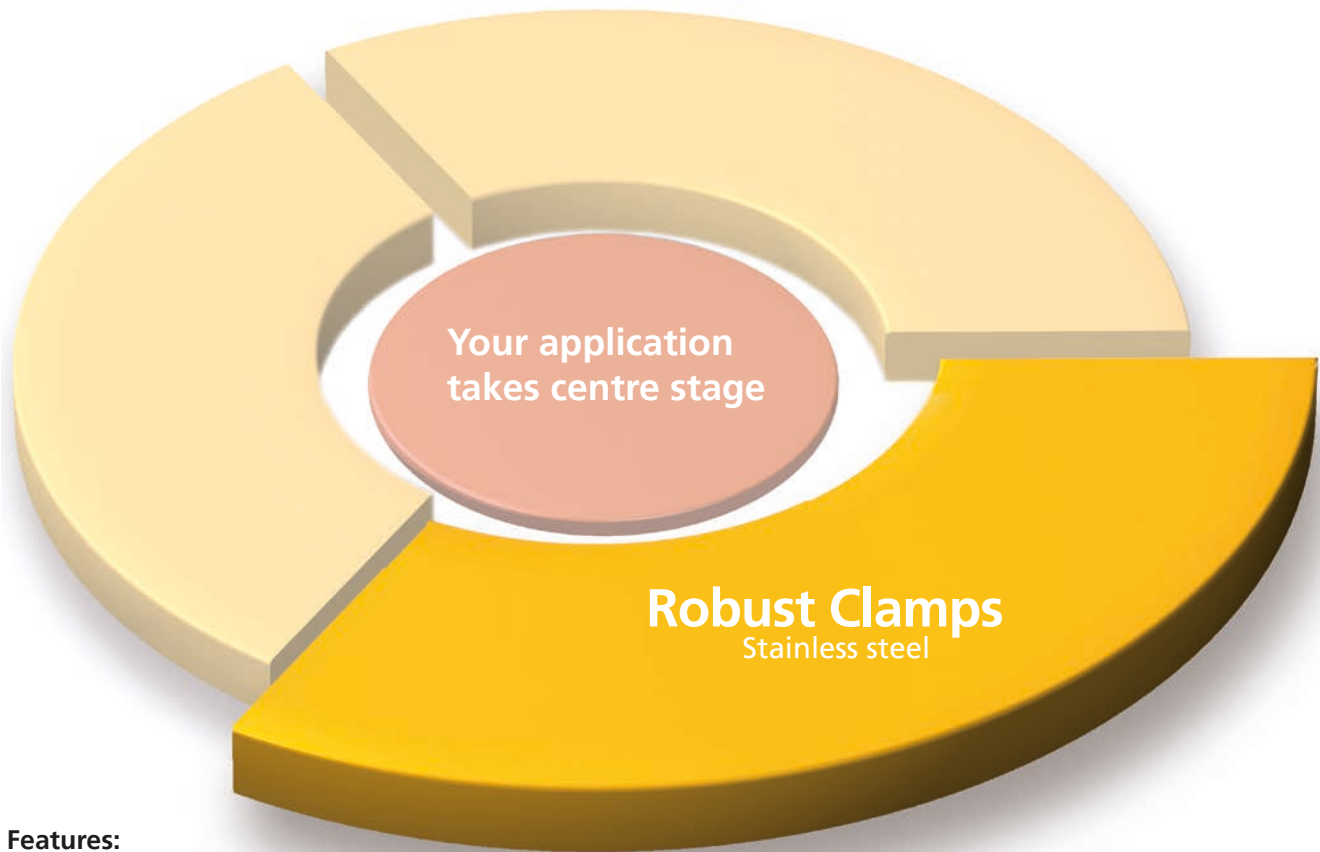 Your application
takes centre stage
Robust Clamps
Stainless steel
Features: